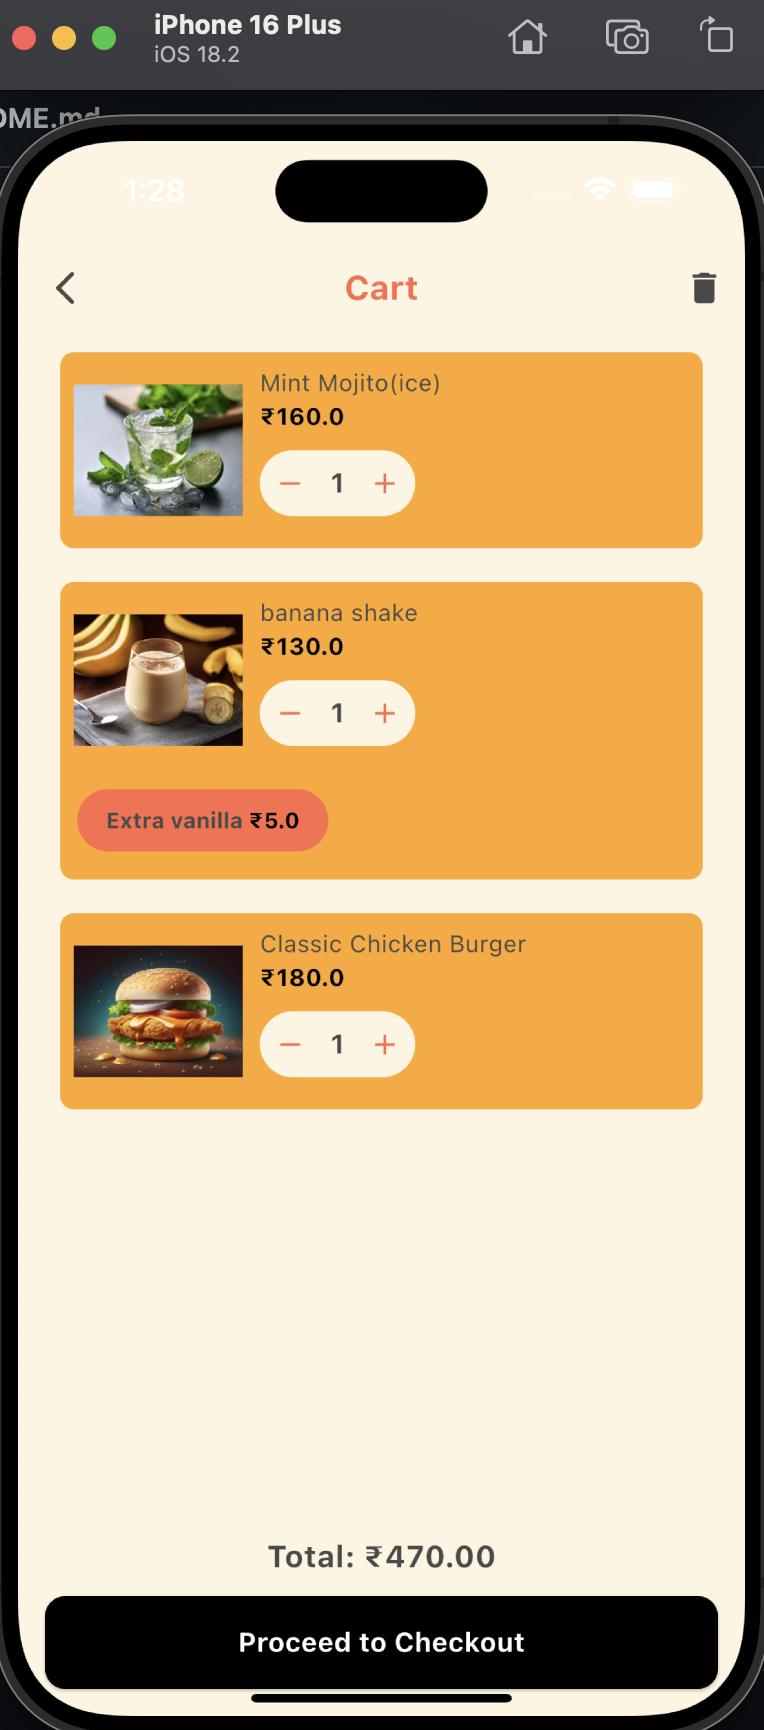 iPhone 16 Plus
iOS 18.2
OME.md
1:28
Cart
Mint Mojito(ice)
₹160.0
1
banana shake
₹130.0
1
Extra vanilla ₹5.0
Classic Chicken Burger
₹180.0
1
Total: ₹470.00
Proceed to Checkout